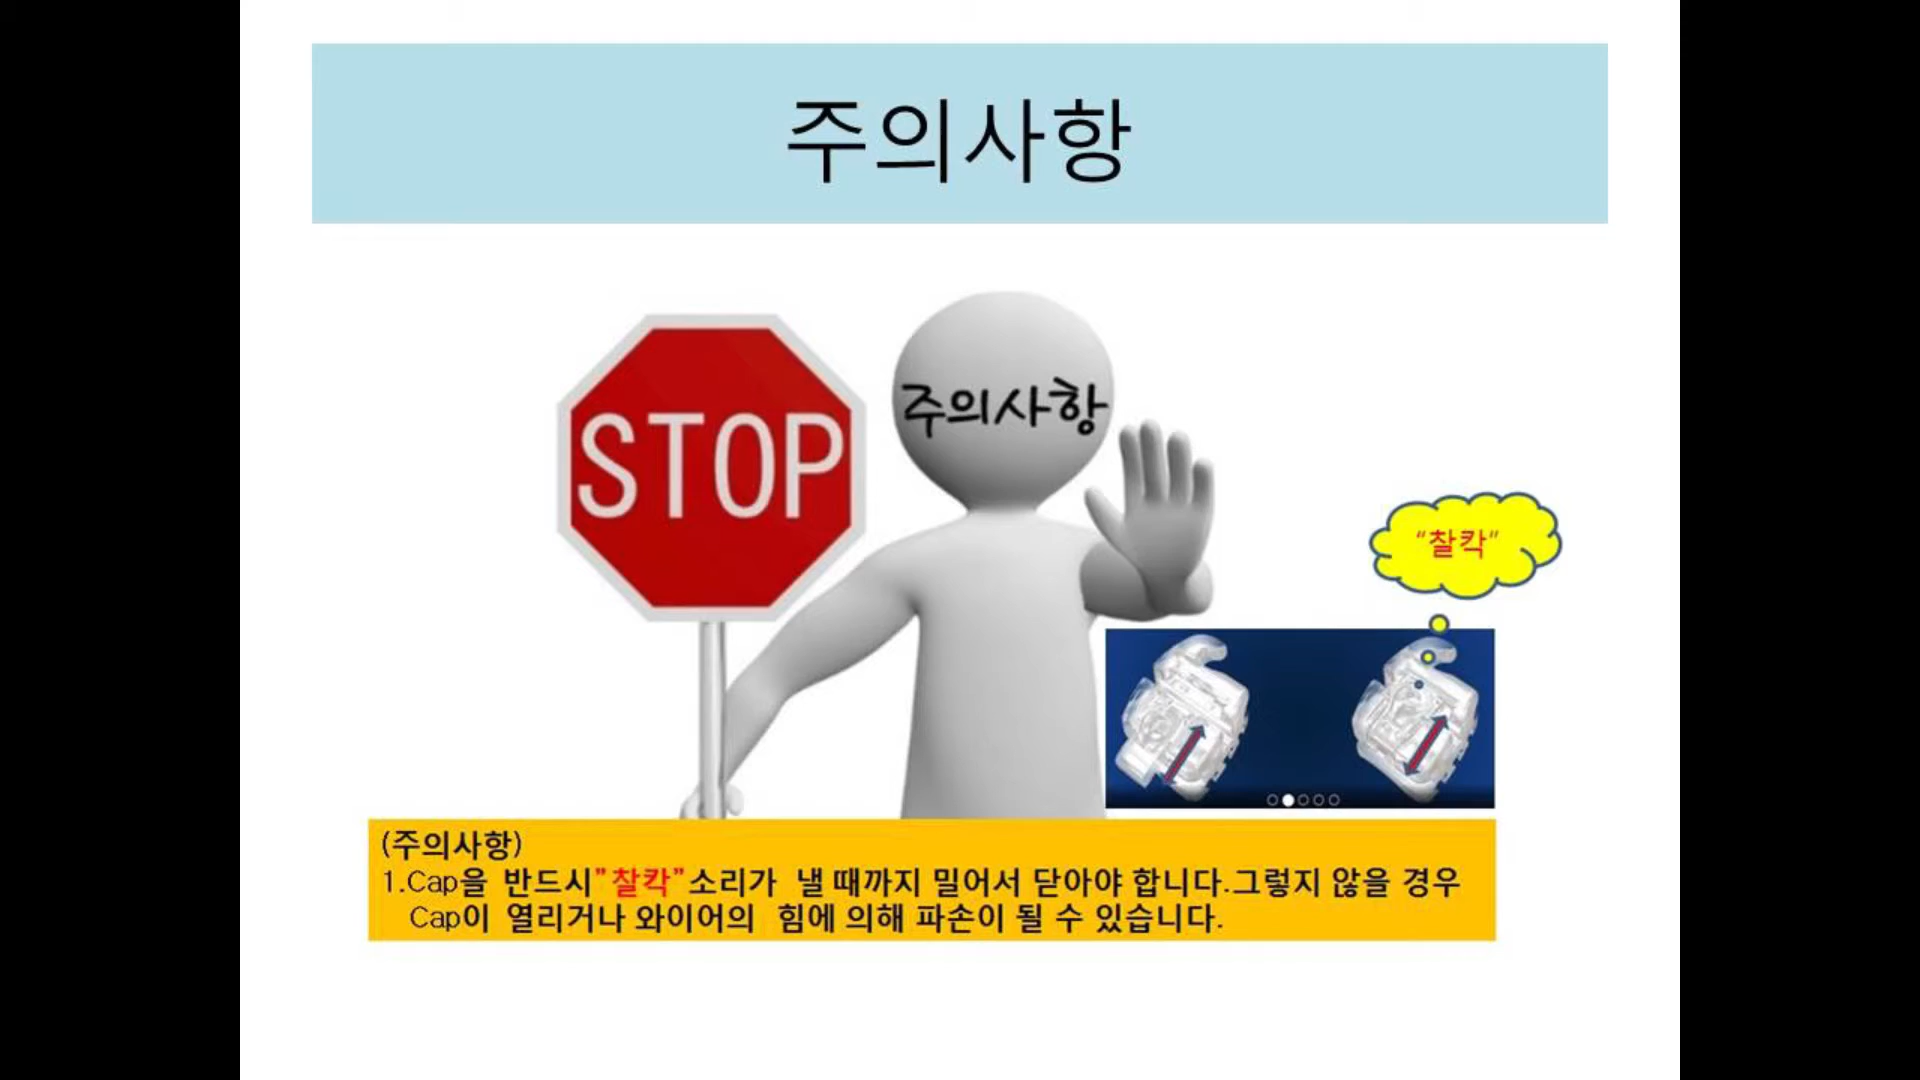 주의사항
STOP
주의사항
“찰칵”
(주의사항)
1.Cap을 반드시"찰칵"소리가 낼 때까지 밀어서 닫아야 합니다.그렇지 않을 경우
Cap이 열리거나 와이어의 힘에 의해 파손이 될 수 있습니다.